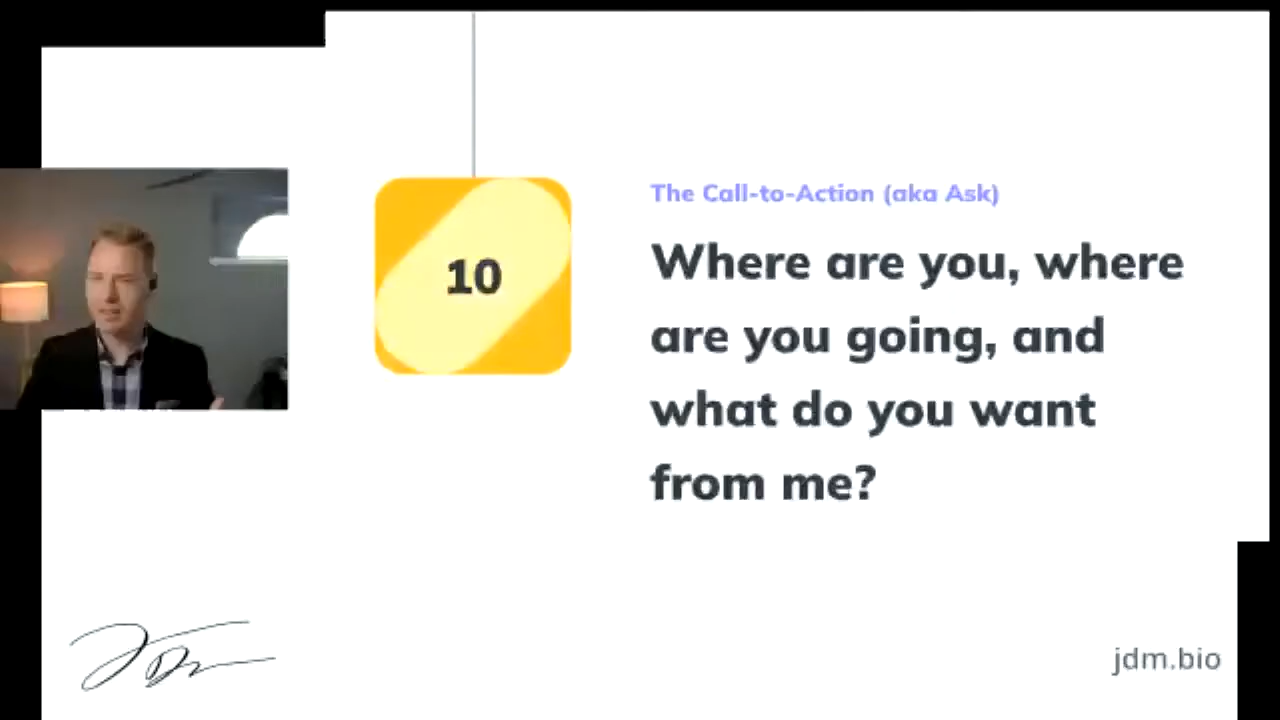 10
The Call-to-Action (aka Ask)
Where are you, where
are you going, and
what do you want
from me?
jdm.bio